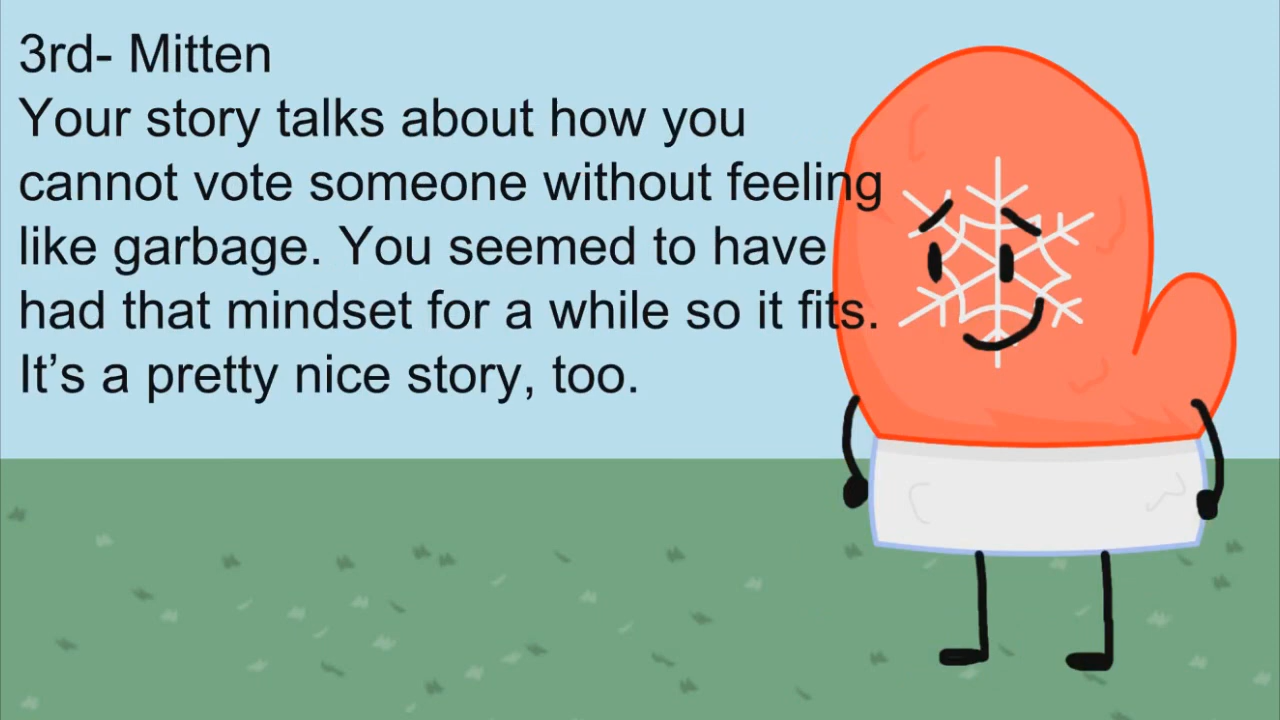 3rd- Mitten
Your story talks about how you
cannot vote someone without feeling
like garbage. You seemed to have
had that mindset for a while so it fits.
It’s a pretty nice story, too.